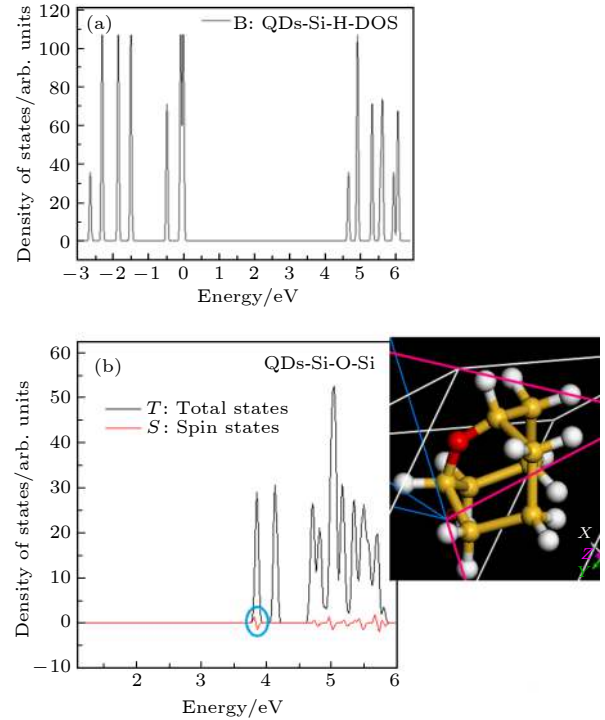 (a)
B: QDs-Si-H-DOS
Density of states/arb. units
120
100
80
60
40
20
0
−3 −2 −1 0 1 2 3 4 5 6
Energy/eV
(b)
QDs-Si-O-Si
T: Total states
S: Spin states
Density of states/arb. units
60
50
40
30
20
10
0
−10
2 3 4 5 6
Energy/eV
X
Z
Y